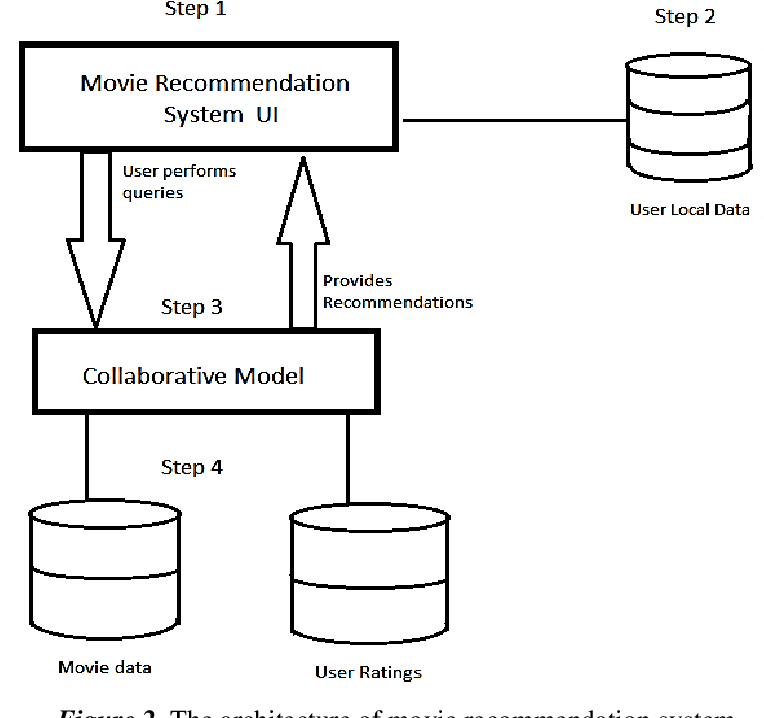 Step 1
Step 2
Movie Recommendation
System UI
User performs
queries
User Local Data
Provides
Recommendations
Step 3
Collaborative Model
Step 4
Movie data
User Ratings
Figure 2. The architecture of movie recommendation system